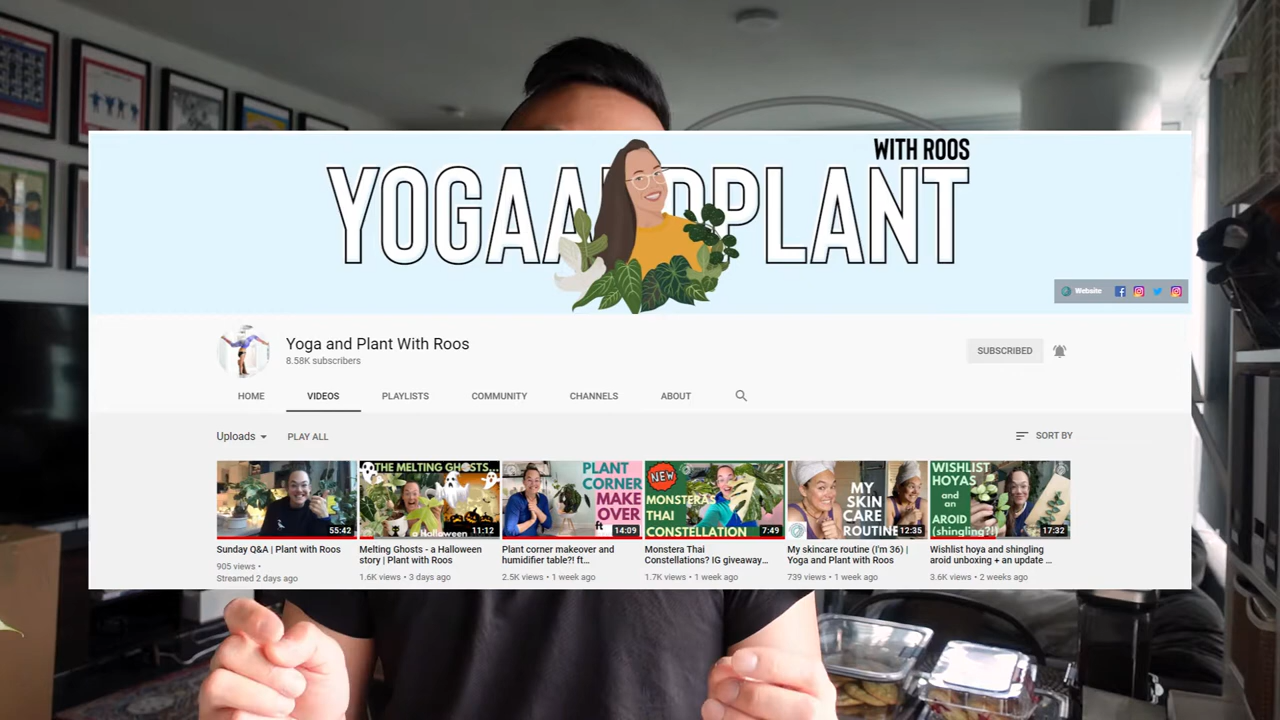 WITH ROOS
YOGAANDPLANT
Website
Yoga and Plant With Roos
8.58K subscribers
SUBSCRIBED
HOME VIDEOS PLAYLISTS COMMUNITY CHANNELS ABOUT
Uploads PLAY ALL SORT BY
55:42
THE MELTING GHOSTS...
a Halloween
11:12
PLANT
CORNER
MAKE
OVER
ft
14:09
NEW
MONSTERAS
THAI
CONSTELLATION
7:49
MY
SKIN
CARE
ROUTINE
12:35
WISHLIST
HOYAS
and
an
AROID
(shingling?!)
17:32
Sunday Q&A | Plant with Roos
905 views •
Streamed 2 days ago
Melting Ghosts - a Halloween
story | Plant with Roos
1.6K views • 3 days ago
Plant corner makeover and
humidifier table?! ft...
2.5K views • 1 week ago
Monstera Thai
Constellations? IG giveaway...
1.7K views • 1 week ago
My skincare routine (I'm 36) |
Yoga and Plant with Roos
739 views • 1 week ago
Wishlist hoya and shingling
aroid unboxing + an update ...
3.6K views • 2 weeks ago